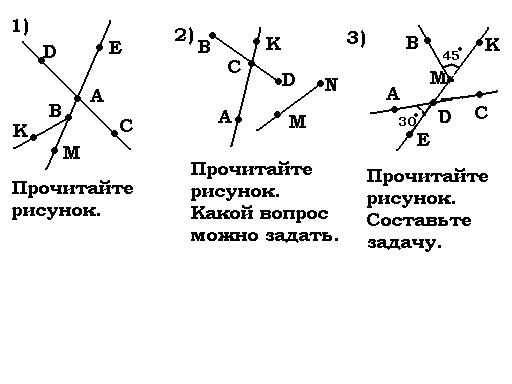 1)
D
E
A
B
K
C
M
Прочитайте
рисунок.
2)
B
K
C
D
N
A
M
Прочитайте
рисунок.
Какой вопрос
можно задать.
3)
B
45°
K
M
A
C
30°
D
E
Прочитайте
рисунок.
Составьте
задачу.